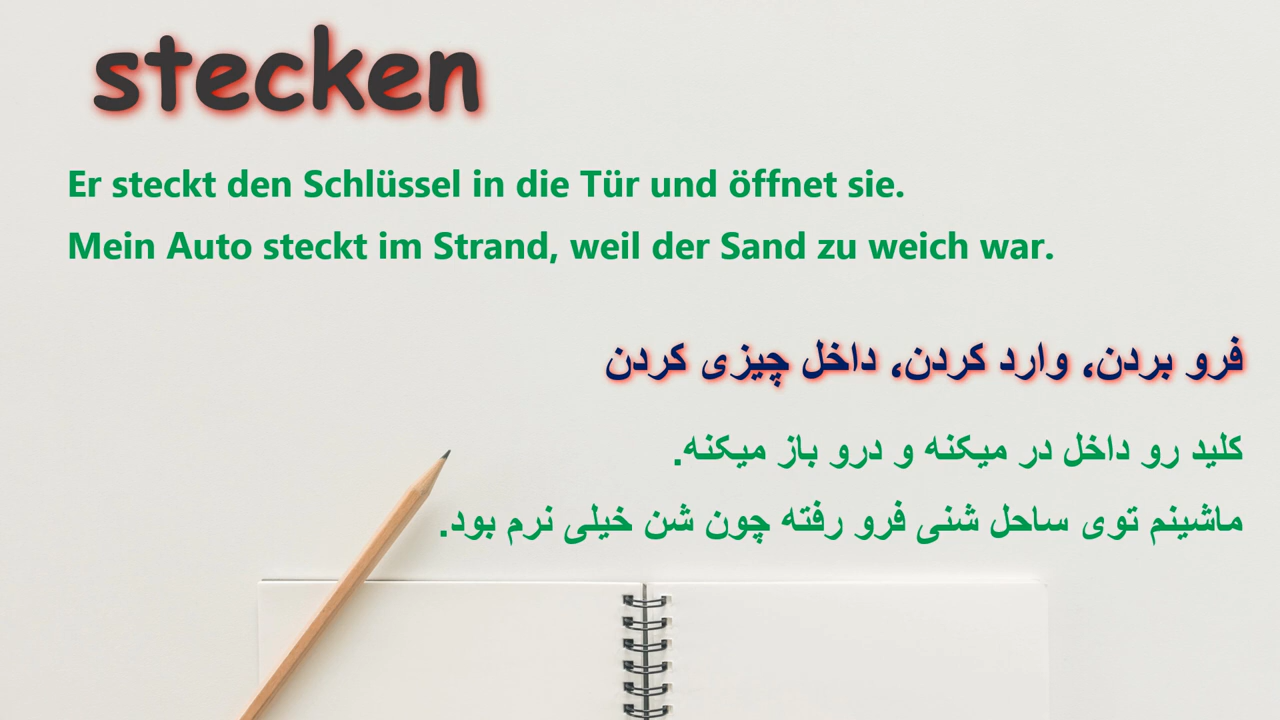 stecken
Er steckt den Schlüssel in die Tür und öffnet sie.
Mein Auto steckt im Strand, weil der Sand zu weich war.
فرو بردن، وارد کردن، داخل چیزی کردن
کلید رو داخل در میکنه و درو باز میکنه.
ماشینم توی ساحل شنی فرو رفته چون شن خیلی نرم بود.